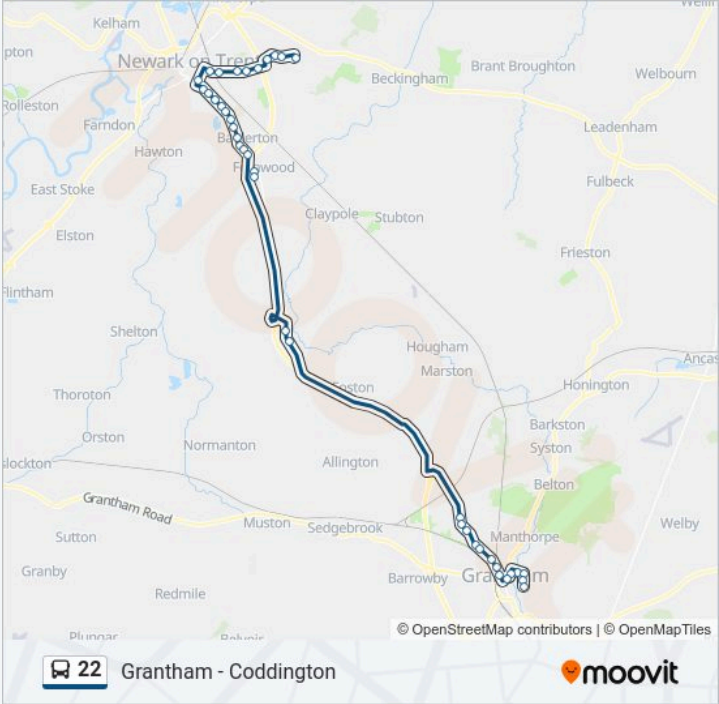 Kelham
Newark on Trent
Beckingham
Brant Broughton
Welbourn
Rolleston
Farndon
Leadenham
Hawton
Balderton
Fernwood
East Stoke
Fulbeck
Claypole
Stubton
Elston
Frieston
Flintham
Shelton
Hougham
Marston
Foston
Honington
Ancas
Thoroton
Barkston
Orston
Normanton
Syston
Allington
Belton
Grantham Road
Muston
Sedgebrook
Welby
Sutton
Manthorpe
Granby
Barrowby
Grantham
Redmile
Plungar
© OpenStreetMap contributors | © OpenMapTiles
22
Grantham - Coddington
moovit